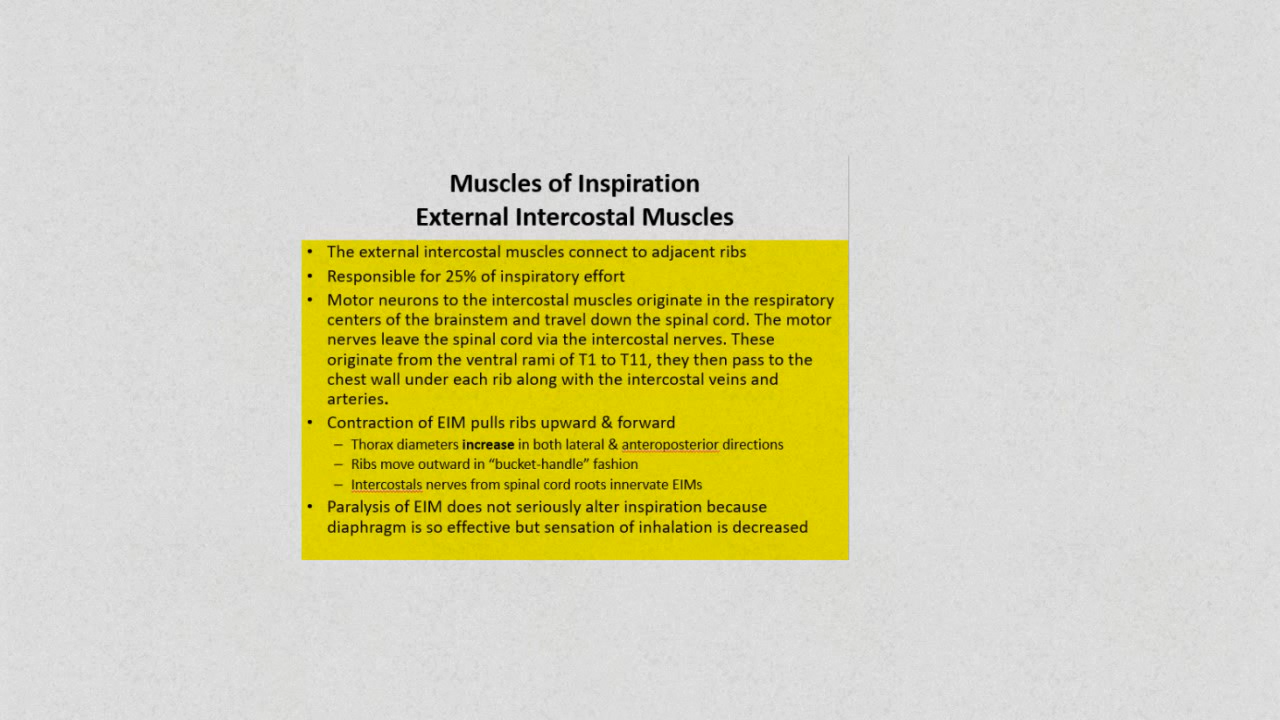 Muscles of Inspiration
External Intercostal Muscles
• The external intercostal muscles connect to adjacent ribs
• Responsible for 25% of inspiratory effort
• Motor neurons to the intercostal muscles originate in the respiratory
centers of the brainstem and travel down the spinal cord. The motor
nerves leave the spinal cord via the intercostal nerves. These
originate from the ventral rami of T1 to T11, they then pass to the
chest wall under each rib along with the intercostal veins and
arteries.
• Contraction of EIM pulls ribs upward & forward
– Thorax diameters increase in both lateral & anteroposterior directions
– Ribs move outward in “bucket-handle” fashion
– Intercostals nerves from spinal cord roots innervate EIMs
• Paralysis of EIM does not seriously alter inspiration because
diaphragm is so effective but sensation of inhalation is decreased